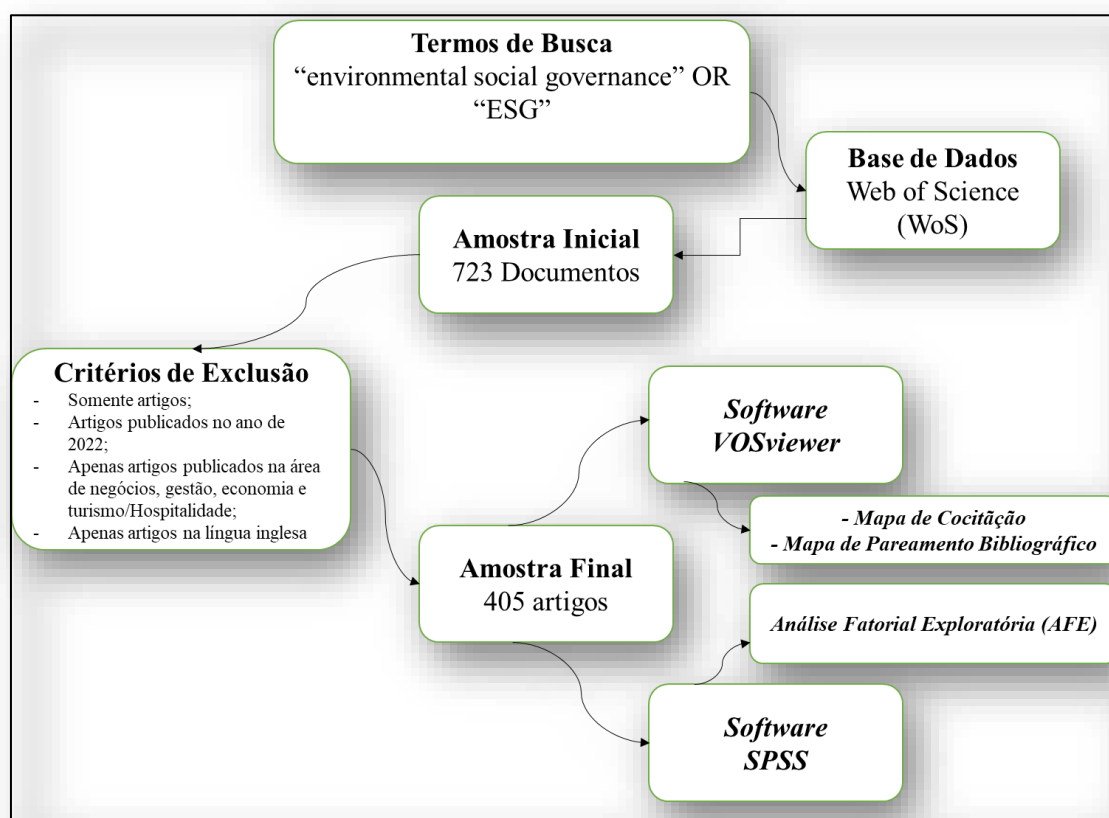 Termos de Busca
“environmental social governance” OR
“ESG”
Base de Dados
Web of Science
(WoS)
Amostra Inicial
723 Documentos
Critérios de Exclusão
- Somente artigos;
- Artigos publicados no ano de
2022;
- Apenas artigos publicados na área
de negócios, gestão, economia e
turismo/Hospitalidade;
- Apenas artigos na língua inglesa
Software
VOSviewer
- Mapa de Cocitãção
- Mapa de Pareamento Bibliográfico
Amostra Final
405 artigos
Análise Fatorial Exploratória (AFE)
Software
SPSS